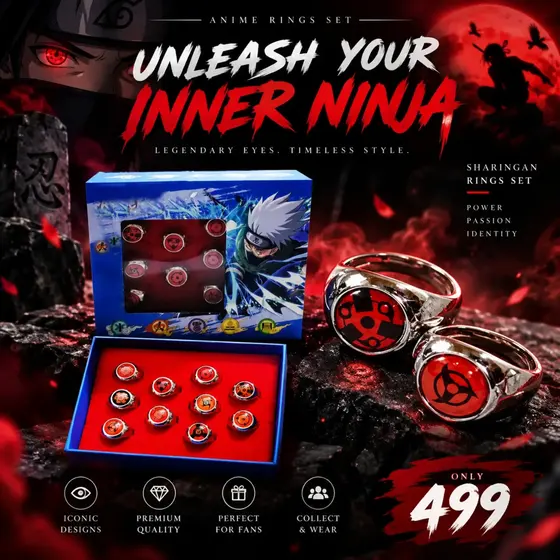 ANIME RINGS SET
UNLEASH YOUR
INNER NINJA
LEGENDARY EYES. TIMELESS STYLE.
SHARINGAN
RINGS SET
POWER
PASSION
IDENTITY
忍
ICONIC
DESIGNS
PREMIUM
QUALITY
PERFECT
FOR FANS
COLLECT
& WEAR
ONLY
499